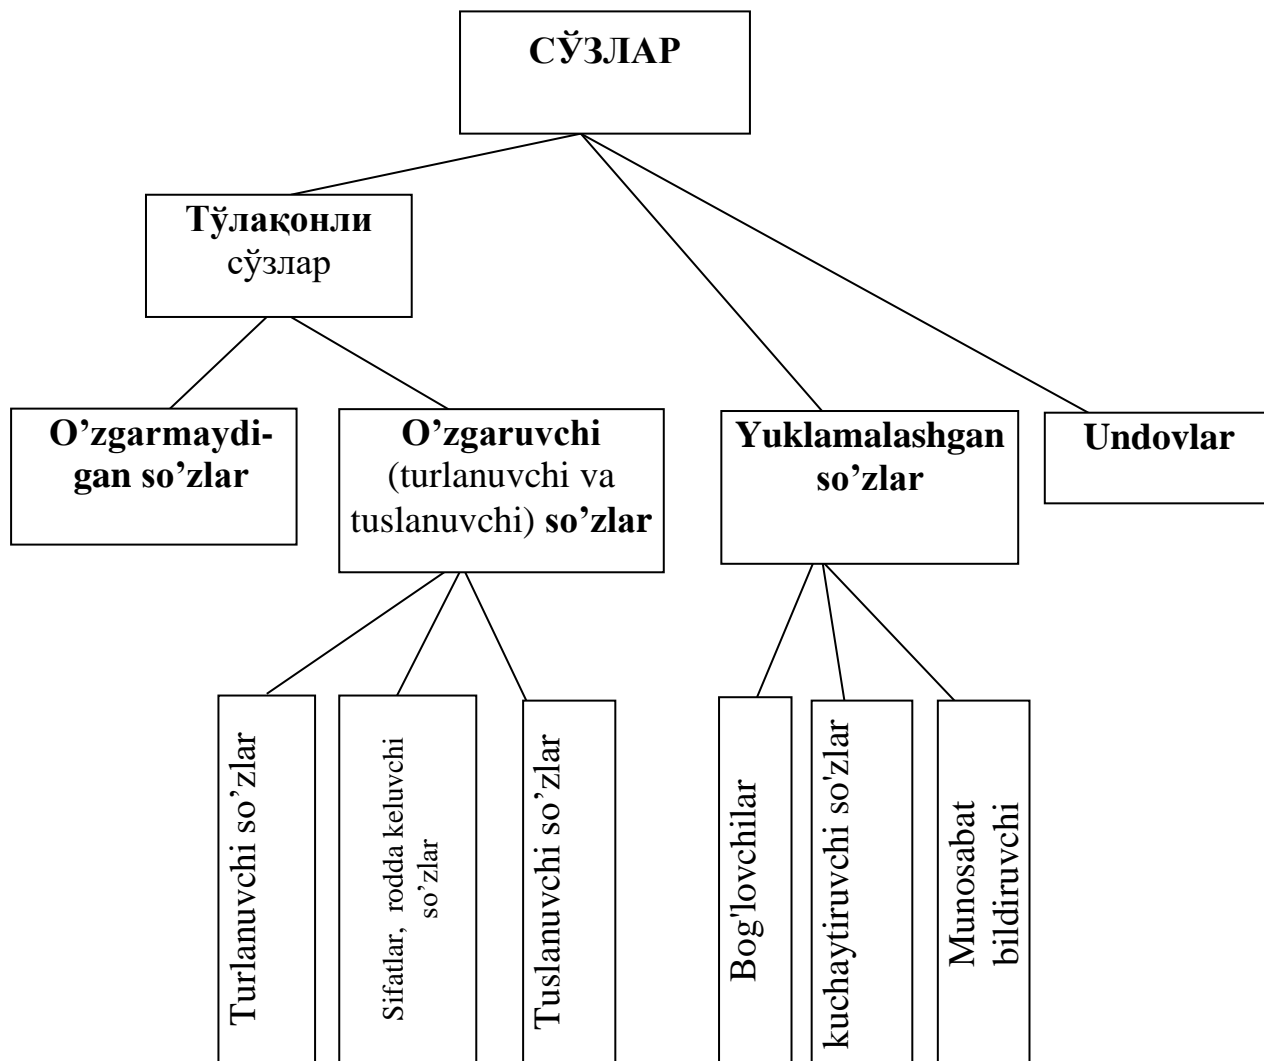 СЎЗЛАР
Тўлақонли
сўзлар
O’zgarmaydi-
gan so’zlar
O’zgaruvchi
(turlanuvchi va
tuslanuvchi) so’zlar
Yuklamalashgan
so’zlar
Undovlar
Turlanuvchi so’zlar
Sifatlar, rodda keluvchi
so’zlar
Tuslanuvchi so’zlar
Bog'lovchilar
kuchaytiruvchi so'zlar
Munosabat
bildiruvchi